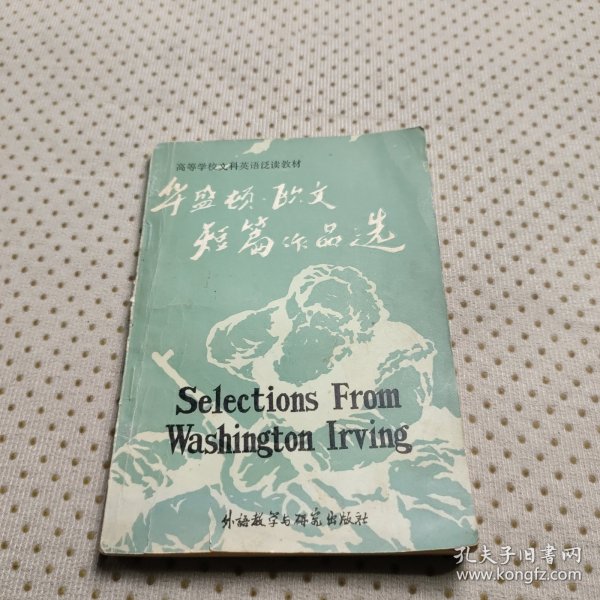 高等学校文科英语泛读教材
华盛顿·欧文
短篇作品选
Selections From
Washington Irving
外语教学与研究出版社
孔夫子旧书网
www.kongfz.com